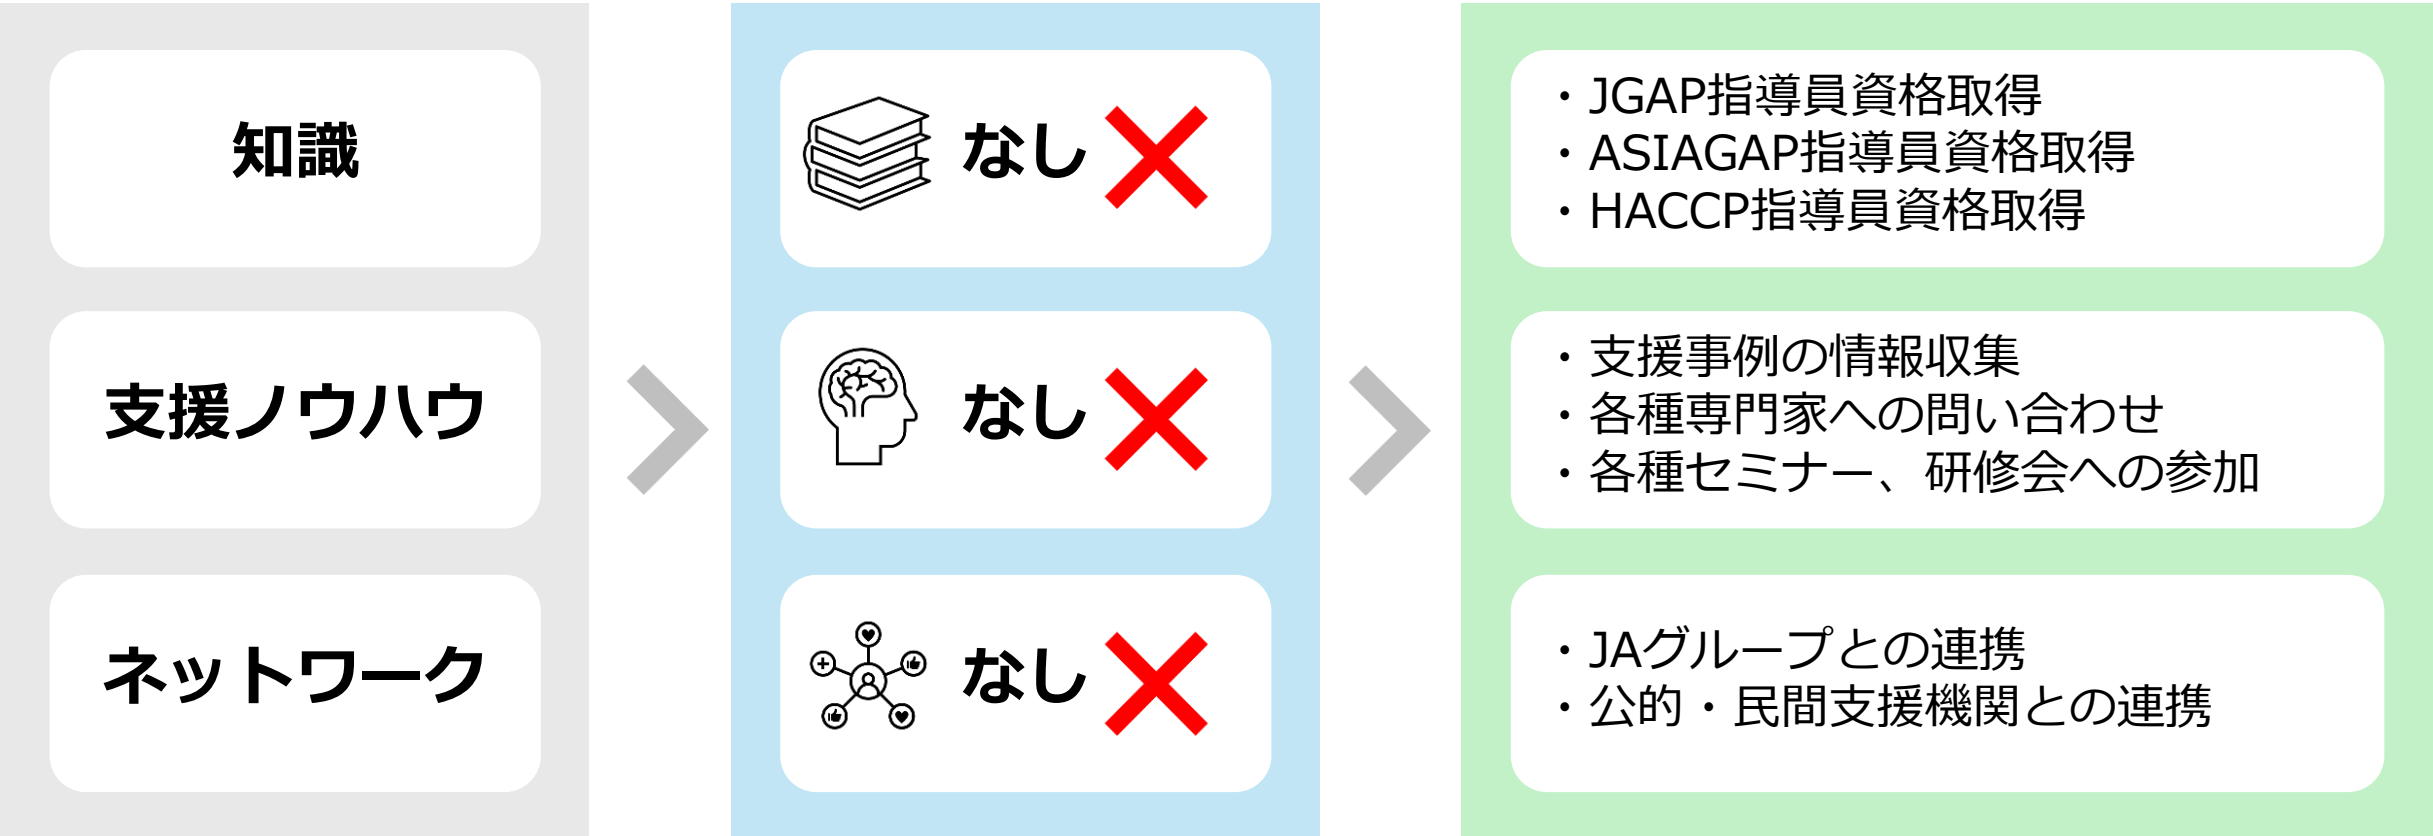 知識
なし
・JGAP指導員資格取得
・ASIAGAP指導員資格取得
・HACCP指導員資格取得
支援ノウハウ
なし
・支援事例の情報収集
・各種専門家への問い合わせ
・各種セミナー、研修会への参加
ネットワーク
なし
・JAグループとの連携
・公的・民間支援機関との連携